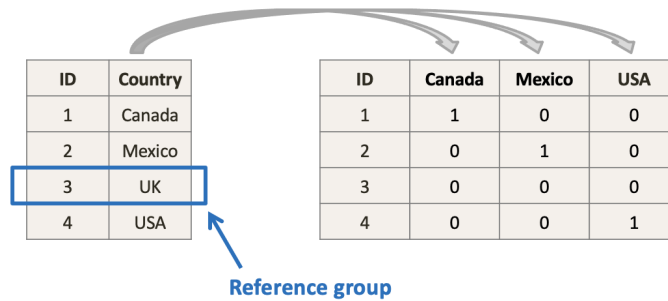 ID Country
1 Canada
2 Mexico
3 UK
4 USA
ID Canada Mexico USA
1 1 0 0
2 0 1 0
3 0 0 0
4 0 0 1
Reference group